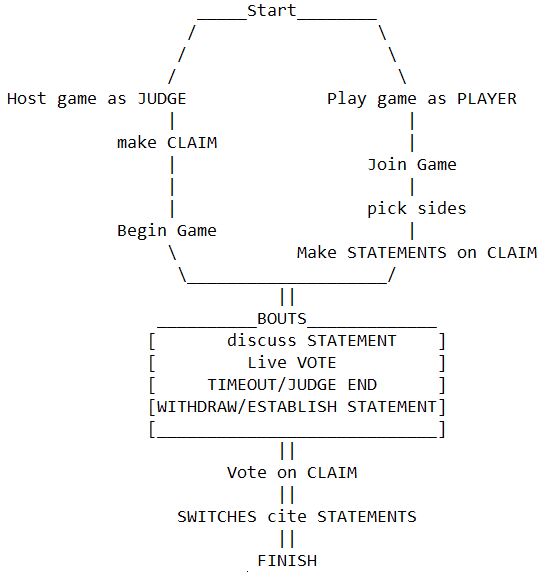 Start
Host game as JUDGE Play game as PLAYER
make CLAIM
Join Game
pick sides
Begin Game
Make STATEMENTS on CLAIM
BOUTS
[ discuss STATEMENT ]
[ Live VOTE ]
[ TIMEOUT/JUDGE END ]
[WITHDRAW/ESTABLISH STATEMENT]
Vote on CLAIM
SWITCHES cite STATEMENTS
FINISH